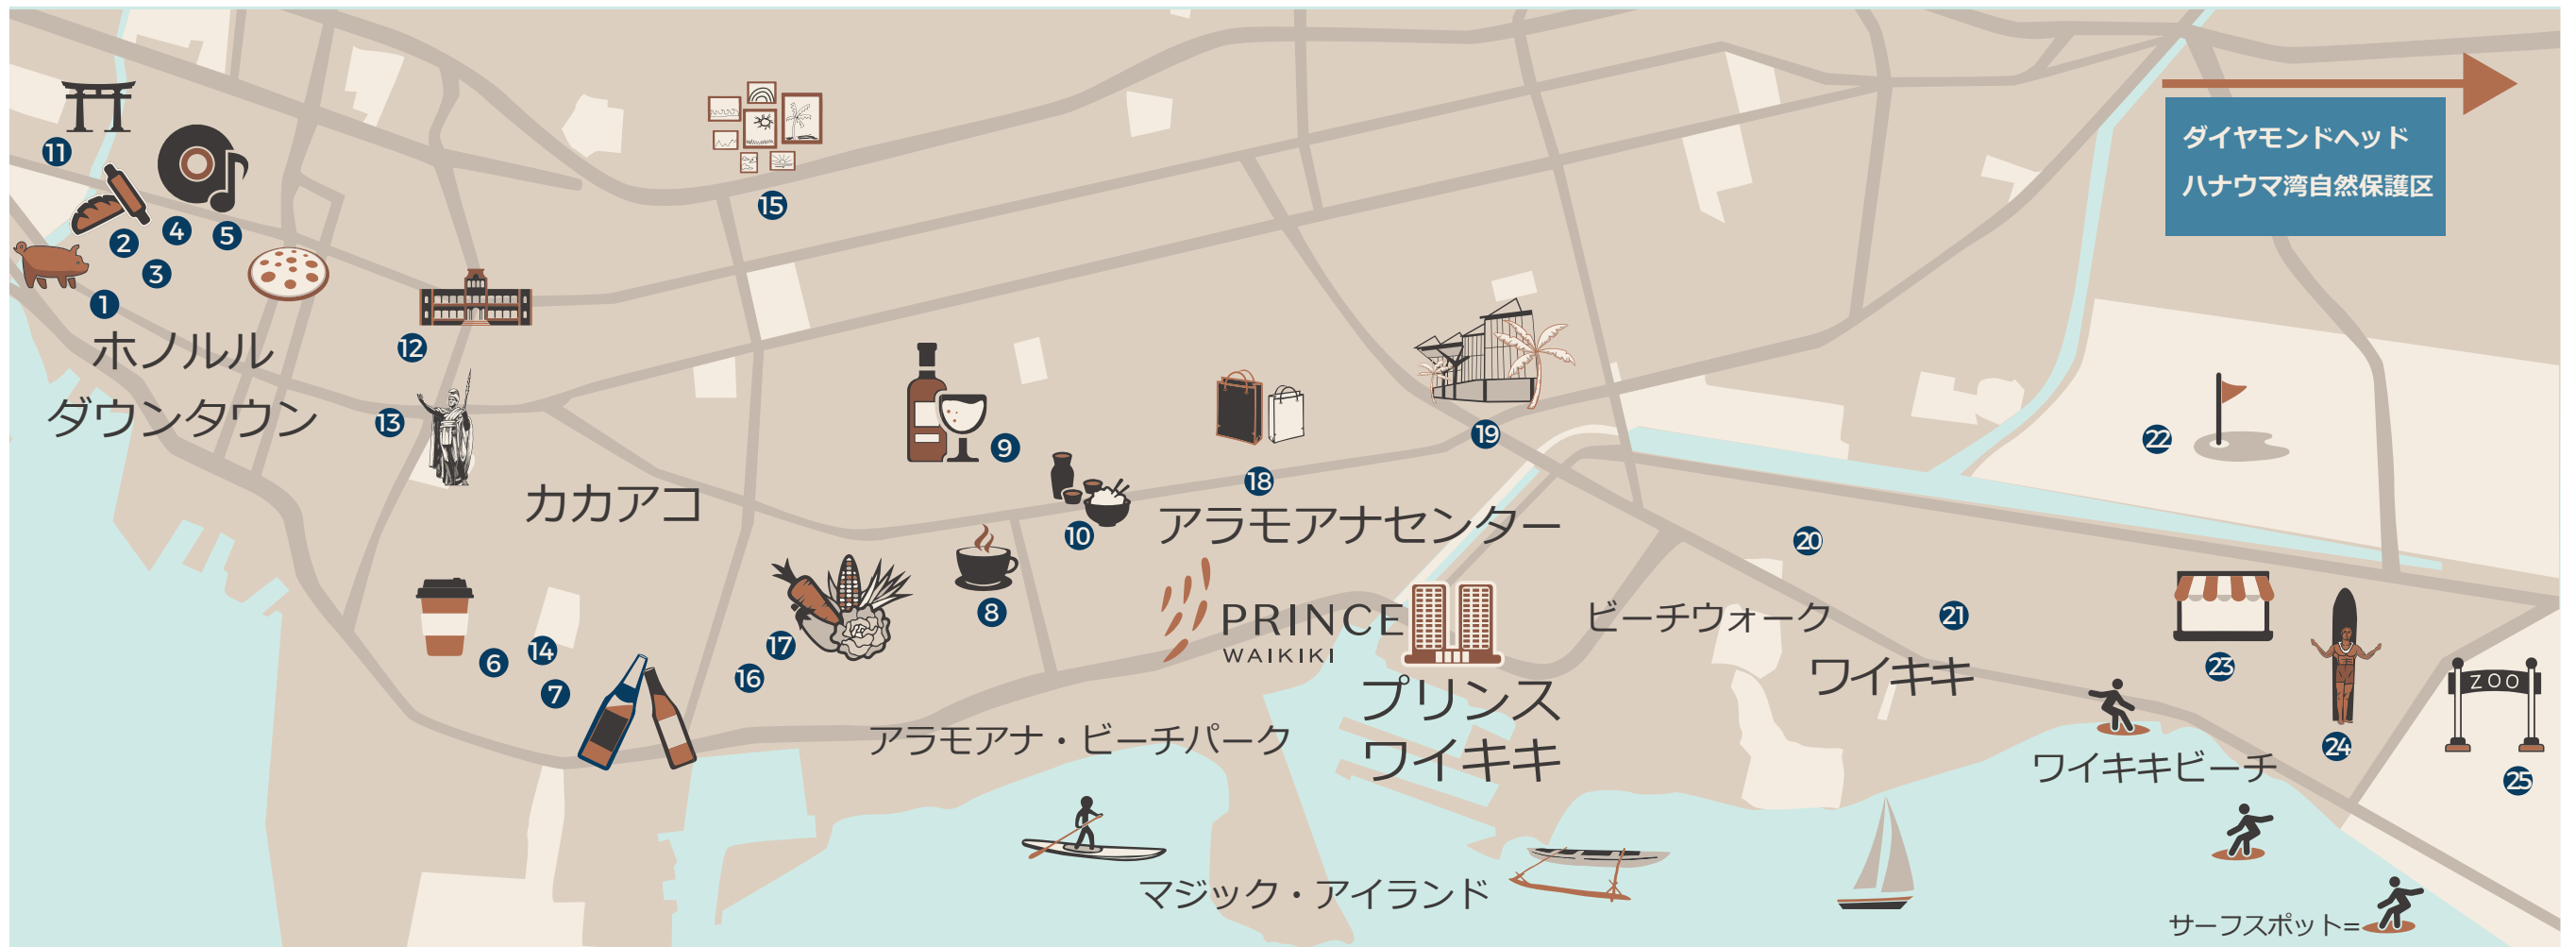 ダイヤモンドヘッド
ハナウマ湾自然保護区
11
15
2
4
5
3
1
ホノルル
ダウンタウン
12
13
カカアコ
9
18
19
22
10
アラモアナセンター
20
8
PRINCE
WAIKIKI
ビーチウォーク
21
6
14
7
17
16
プリンス
ワイキキ
ワイキキ
23
24
ZOO
25
アラモアナ・ビーチパーク
ワイキキビーチ
マジック・アイランド
サーフスポット=